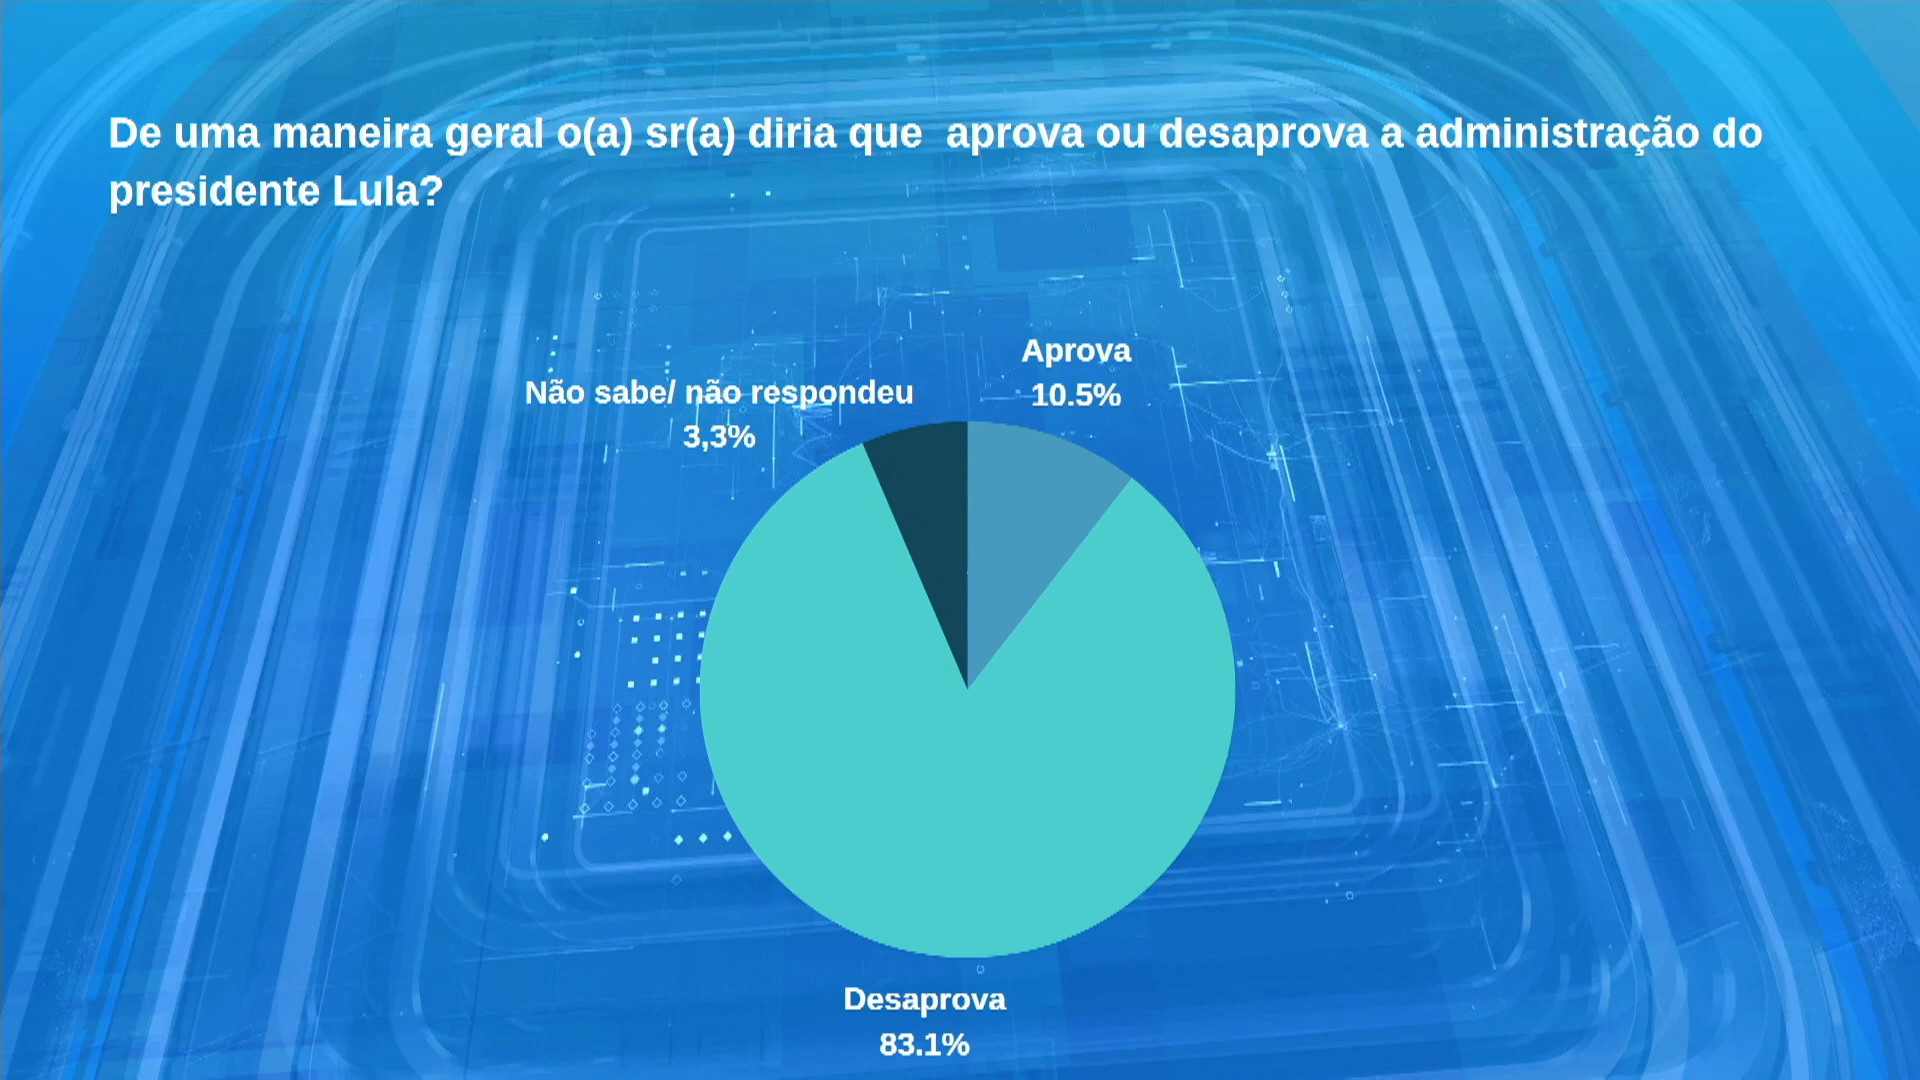 De uma maneira geral o(a) sr(a) diria que  aprova ou desaprova a administração do
presidente Lula?
Aprova
10.5%
Não sabe/ não respondeu
3,3%
Desaprova
83.1%